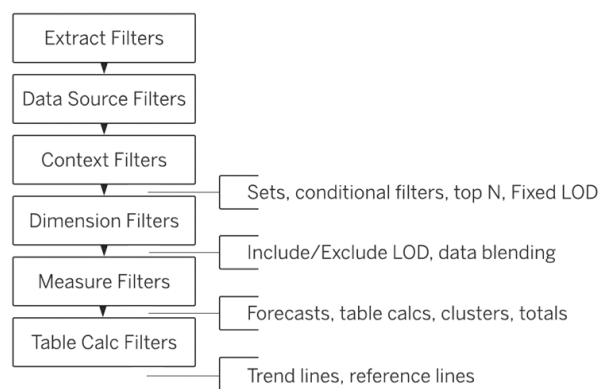 Extract Filters
Data Source Filters
Context Filters
Sets, conditional filters, top N, Fixed LOD
Dimension Filters
Include/Exclude LOD, data blending
Measure Filters
Forecasts, table calcs, clusters, totals
Table Calc Filters
Trend lines, reference lines